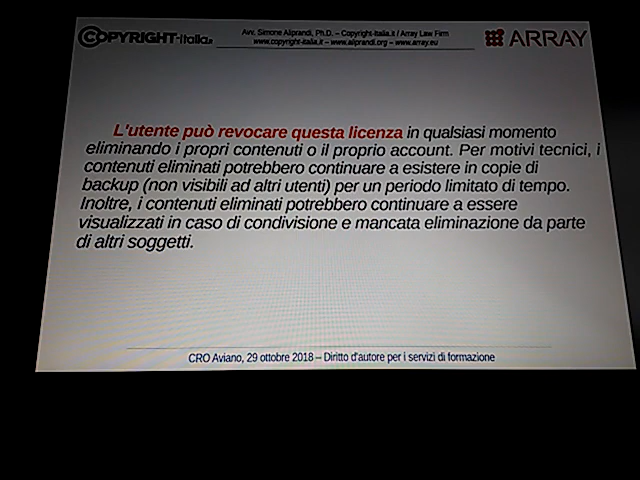 COPYRIGHT-Italia.it
Avv. Simone Aliprandi, Ph.D. – Copyright-Italia.it / Array Law Firm
www.copyright-italia.it – www.aliprandi.org – www.array.eu
ARRAY
L'utente può revocare questa licenza in qualsiasi momento
eliminando i propri contenuti o il proprio account. Per motivi tecnici, i
contenuti eliminati potrebbero continuare a esistere in copie di
backup (non visibili ad altri utenti) per un periodo limitato di tempo.
Inoltre, i contenuti eliminati potrebbero continuare a essere
visualizzati in caso di condivisione e mancata eliminazione da parte
di altri soggetti.
CRO Aviano, 29 ottobre 2018 – Diritto d'autore per i servizi di formazione